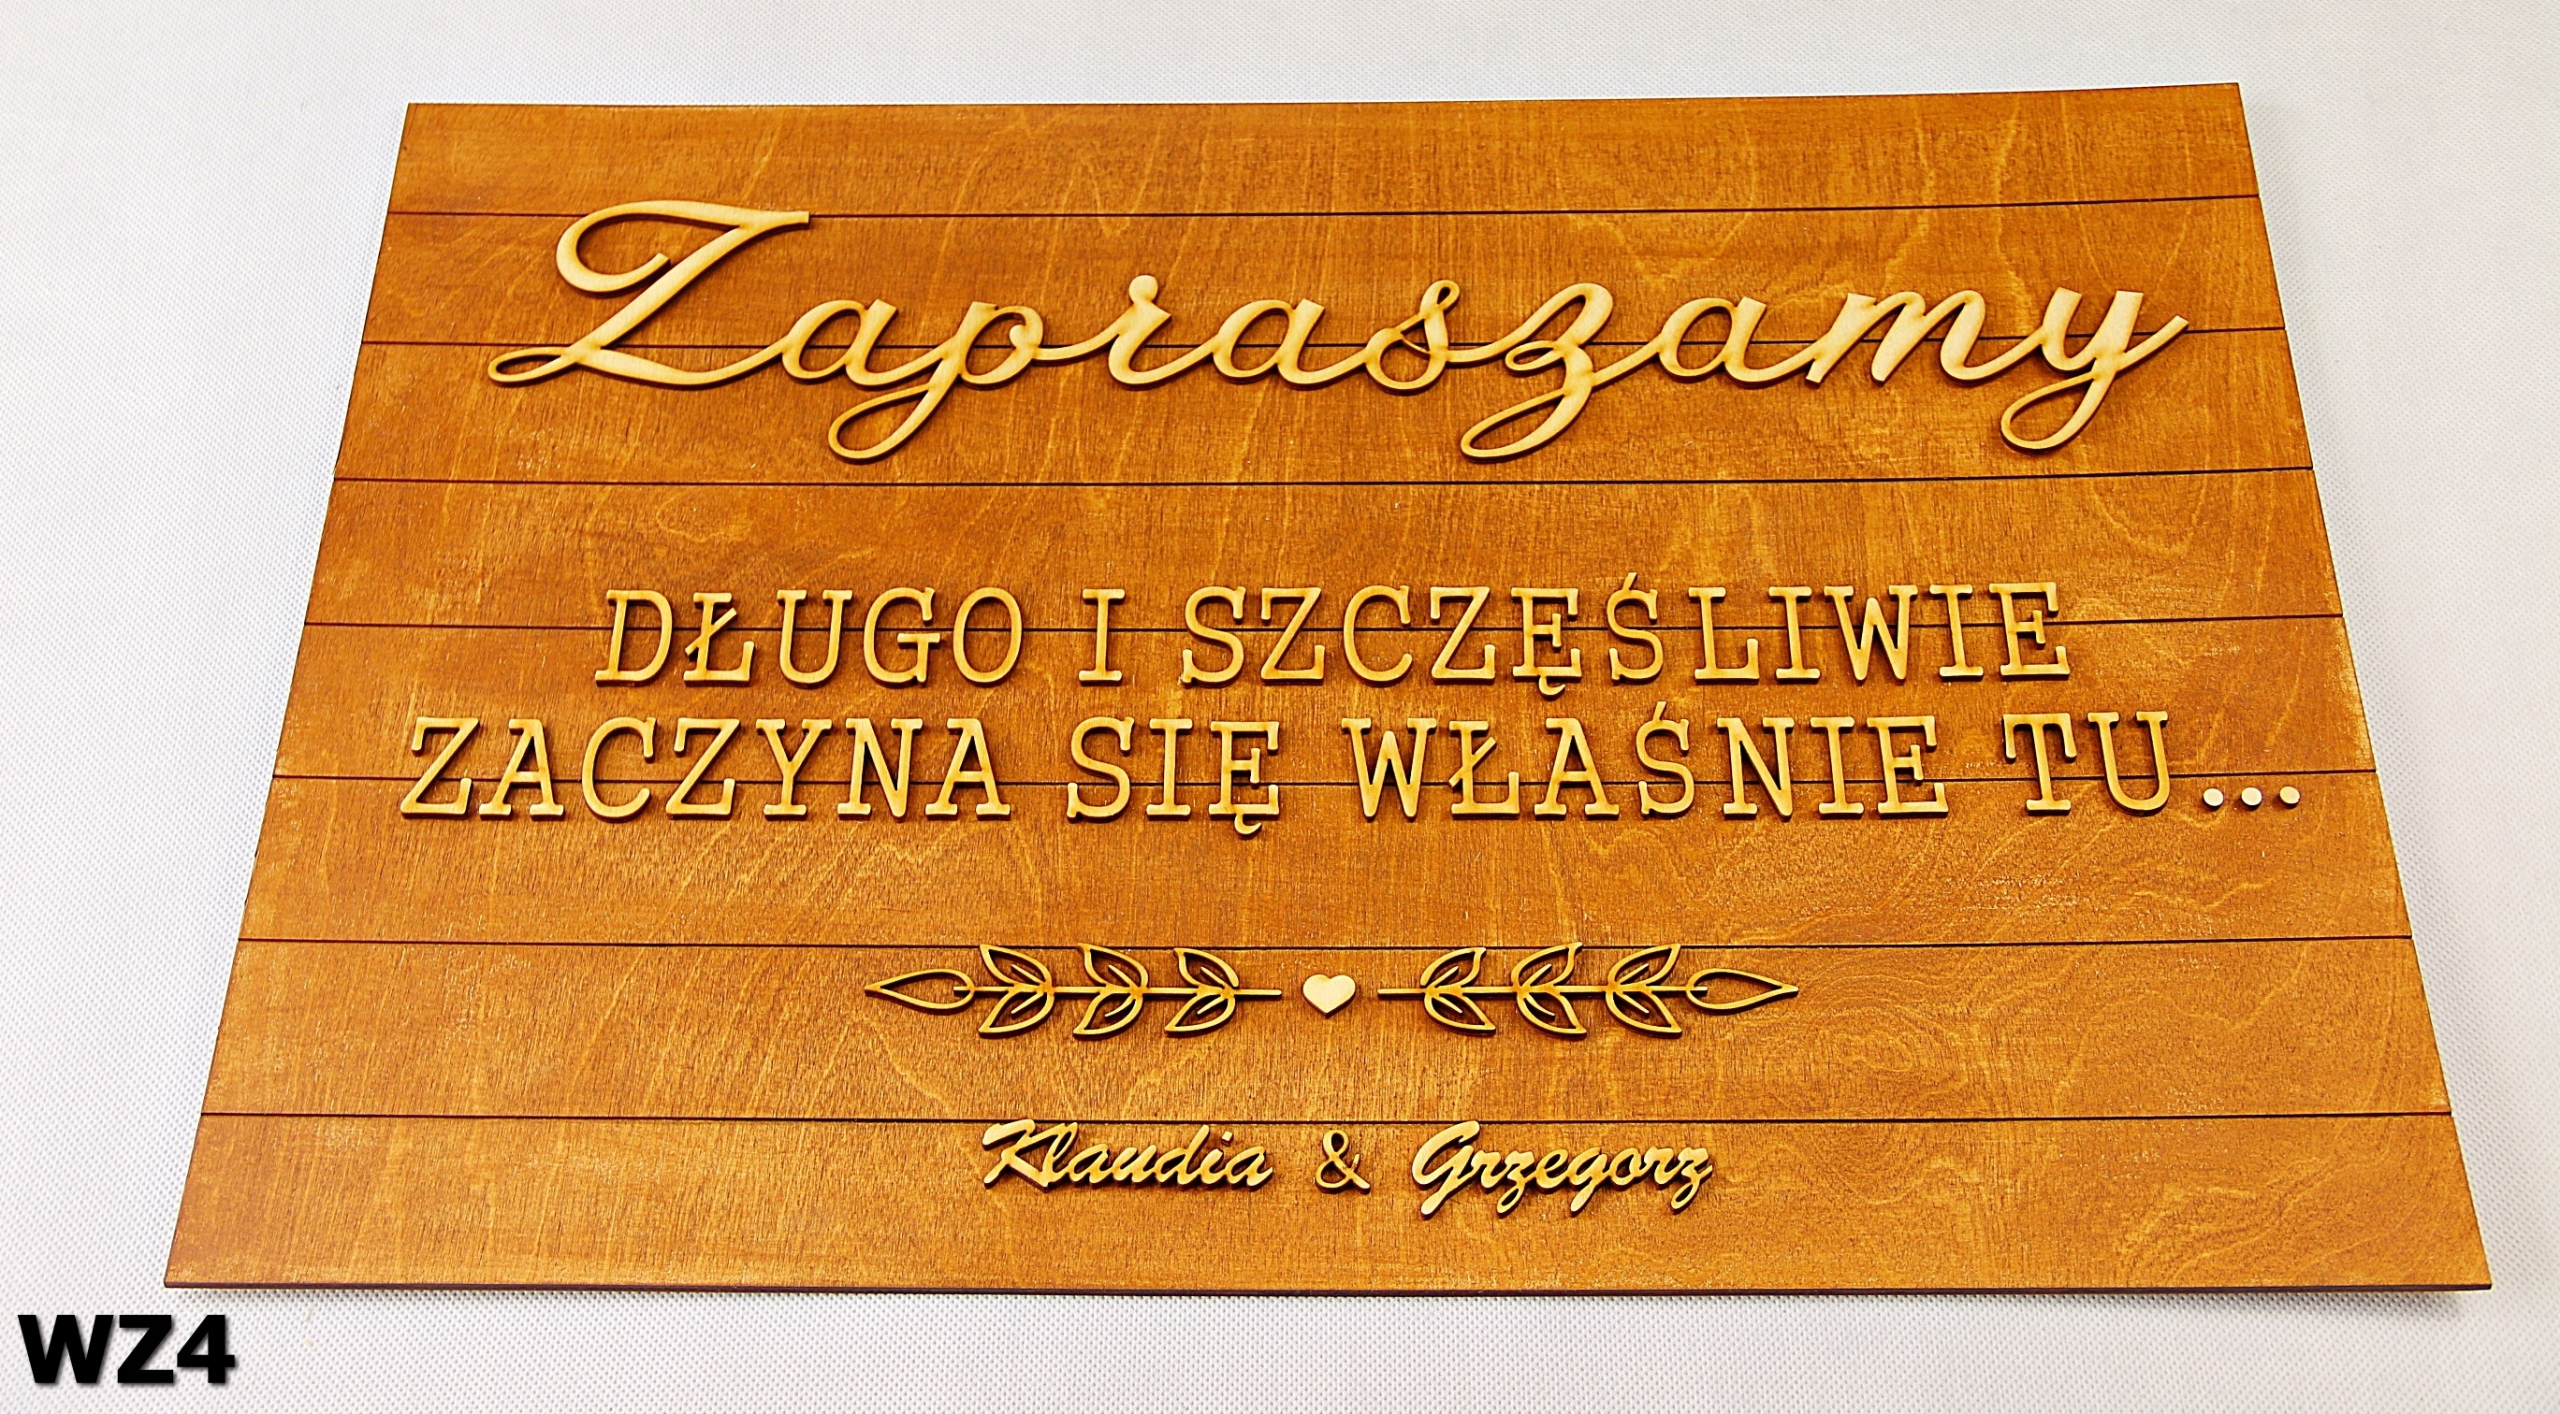 Zapraszamy
DŁUGO I SZCZĘŚLIWIE
ZACZYNA SIĘ WŁAŚNIE TU...
Klaudia & Grzegorz
WZ4